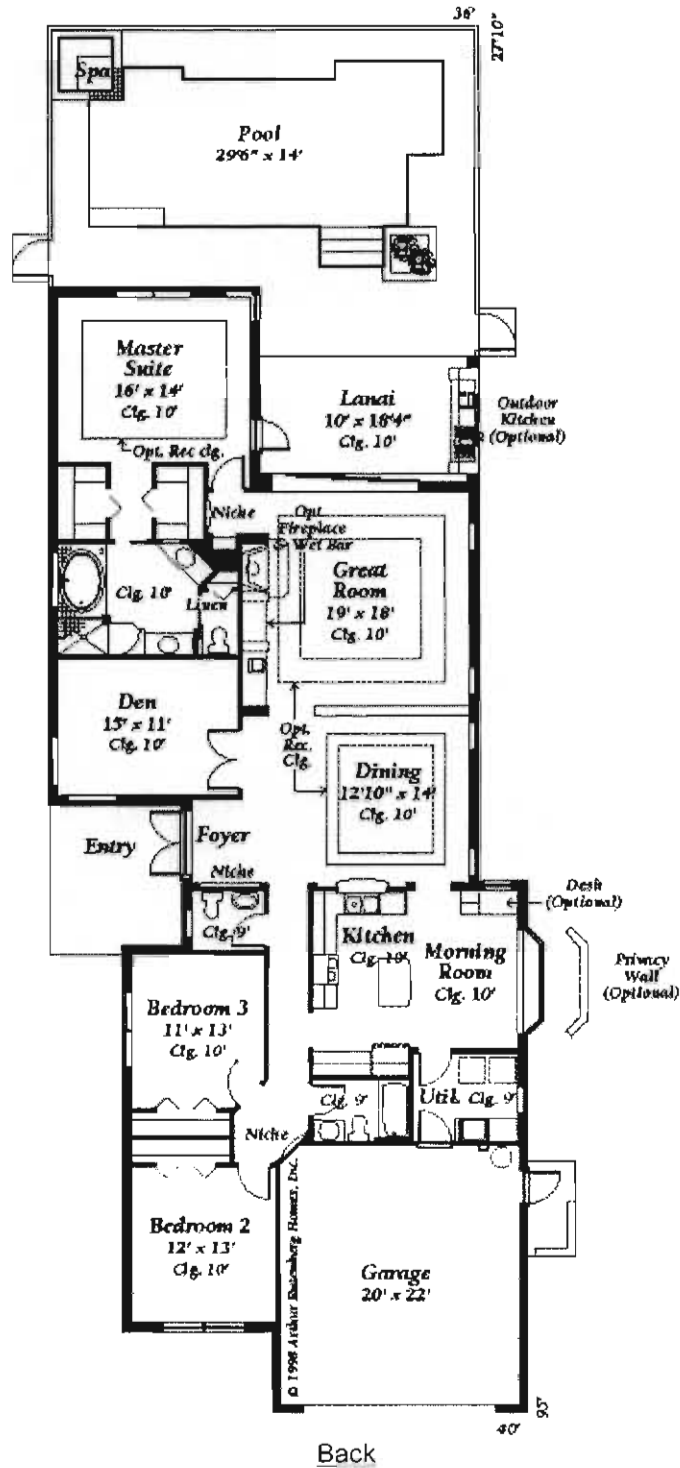 36'
27'10"
Spa
Pool
29'6" x 14'
Master
Suite
16' x 14'
Clg. 10'
Opt. Rec clg.
Lanai
10' x 18'4"
Clg. 10'
Outdoor
Kitchen
(Optional)
Niche
Opt.
Fireplace
Wet Bar
Great
Room
19' x 18'
Clg. 10'
Clg. 10'
Linen
Den
15' x 11'
Clg. 10'
Opt.
Rec.
Clg.
Dining
12'10" x 14'
Clg. 10'
Entry
Foyer
Niche
Clg. 9'
Kitchen
Clg. 10'
Morning
Room
Clg. 10'
Desk
(Optional)
Privacy
Wall
(Optional)
Bedroom 3
11' x 13'
Clg. 10'
Clg. 9'
Util. Clg. 9'
Niche
Bedroom 2
12' x 13'
Clg. 10'
© 1998 Arthur Rutenberg Homes, Inc.
Garage
20' x 22'
95'
40'
Back